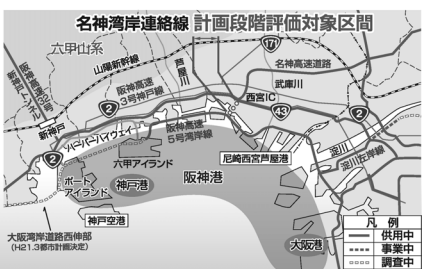 名神湾岸連絡線 計画段階評価対象区間
六甲山系
山陽新幹線
芦屋川
171
名神高速道路
武庫川
阪神高速32号
新神戸トンネル
阪神高速
3号神戸線
2
西宮IC
43
2
新神戸
ハーバーハイウェイ
阪神高速
5号湾岸線
淀川
淀川左岸線
2
六甲アイランド
尼崎西宮芦屋港
ポート
アイランド
神戸港
阪神港
神戸空港
大阪港
大阪湾岸道路西伸部
(H21.3都市計画決定)
凡例
供用中
事業中
調査中